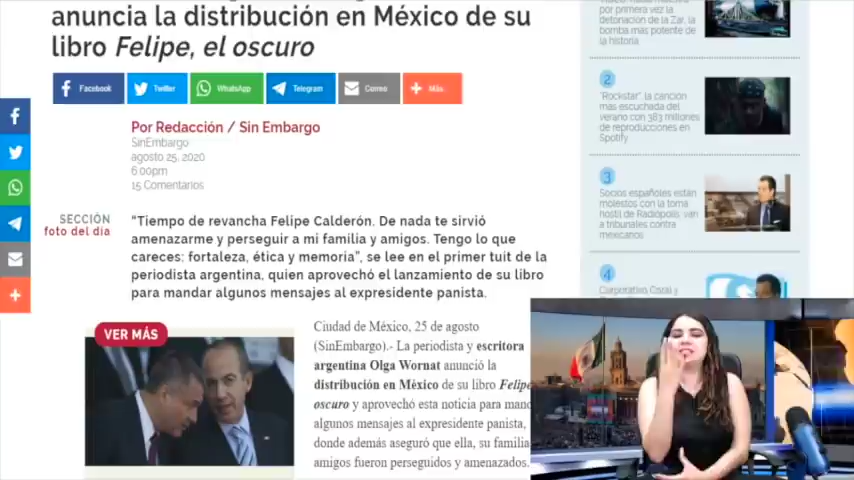 anuncia la distribución en México de su
libro Felipe, el oscuro
Facebook
Twitter
WhatsApp
Telegram
Correo
Más
Por Redacción / Sin Embargo
SinEmbargo
agosto 25, 2020
6:00pm
15 Comentarios
SECCIÓN
foto del día
“Tiempo de revancha Felipe Calderón. De nada te sirvió
amenazarme y perseguir a mi familia y amigos. Tengo lo que
careces: fortaleza, ética y memoria”, se lee en el primer tuit de la
periodista argentina, quien aprovechó el lanzamiento de su libro
para mandar algunos mensajes al expresidente panista.
VER MÁS
Ciudad de México, 25 de agosto
(SinEmbargo).- La periodista y escritora
argentina Olga Wornat anunció la
distribución en México de su libro Felipe
oscuro y aprovechó esta noticia para
algunos mensajes al expresidente panista,
donde además aseguró que ella, su familia
amigos fueron perseguidos y amenazados.
por primera vez la
detonación de la Zar, la
bomba más potente de
la historia
2
"Rockstar", la canción
más escuchada del
verano con 383 millones
de reproducciones en
Spotify
3
Socios españoles están
molestos con la toma
hostil de Radiópolis; van
a tribunales contra
mexicanos
4
Corporativo Coral y